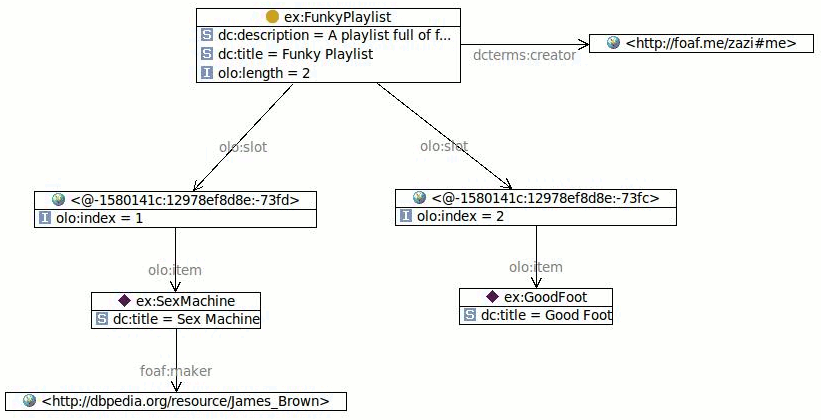 ex:FunkyPlaylist
S dc:description = A playlist full of f...
S dc:title = Funky Playlist
I olo:length = 2
dcterms:creator
<http://foaf.me/zazi#me>
olo:slot
olo:slot
<@-1580141c:12978ef8d8e:-73fd>
I olo:index = 1
<@-1580141c:12978ef8d8e:-73fc>
I olo:index = 2
olo:item
olo:item
ex:SexMachine
S dc:title = Sex Machine
ex:GoodFoot
S dc:title = Good Foot
foaf:maker
<http://dbpedia.org/resource/James_Brown>